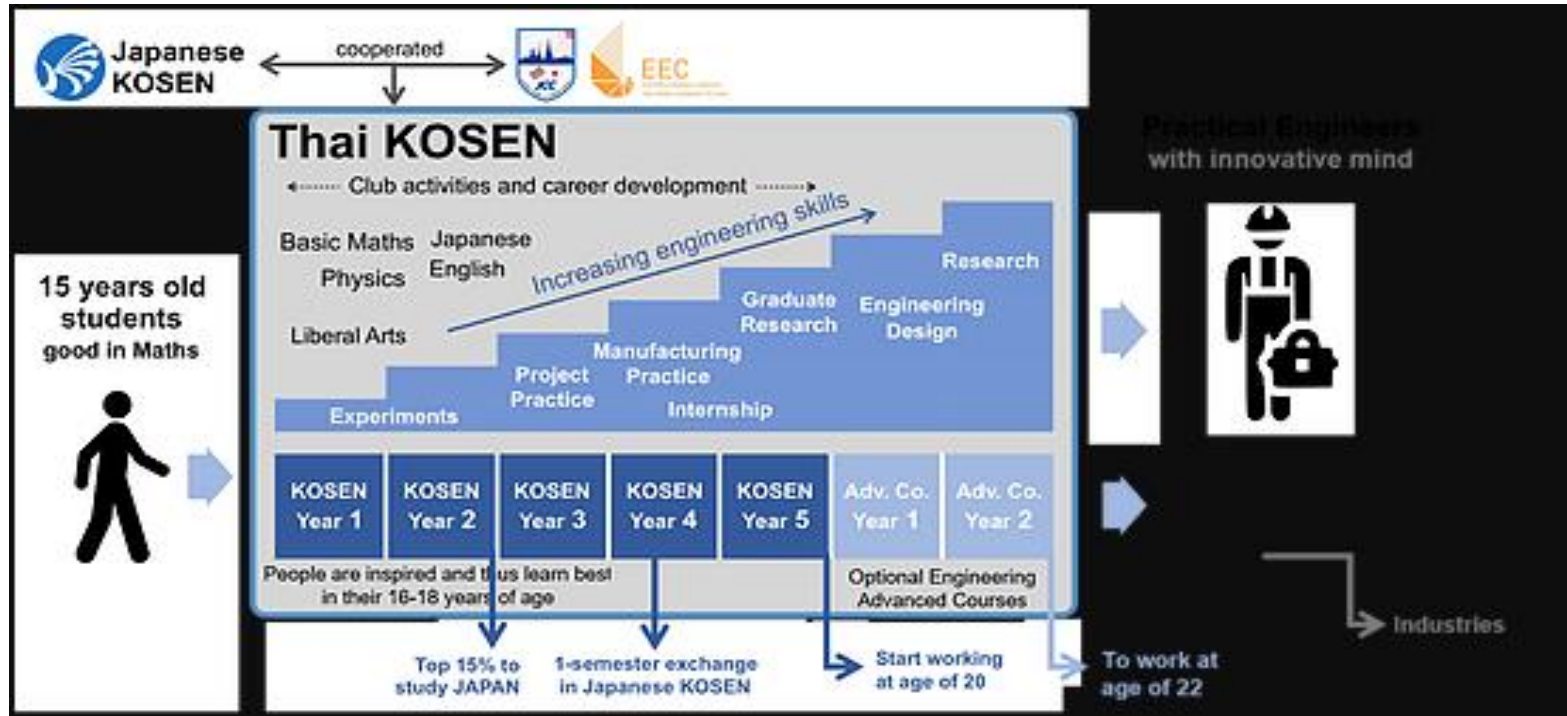 Japanese
KOSEN
cooperated
EEC
Thai KOSEN
Club activities and career development
Practical Engineers
with innovative mind
Basic Maths
Physics
Japanese
English
Liberal Arts
Increasing engineering skills
15 years old
students
good in Maths
Experiments
Project
Practice
Manufacturing
Practice
Internship
Graduate
Research
Engineering
Design
Research
KOSEN
Year 1
KOSEN
Year 2
KOSEN
Year 3
KOSEN
Year 4
KOSEN
Year 5
Adv. Co.
Year 1
Adv. Co.
Year 2
People are inspired and thus learn best
in their 16-18 years of age
Optional Engineering
Advanced Courses
Top 15% to
study JAPAN
1-semester exchange
in Japanese KOSEN
Start working
at age of 20
To work at
age of 22
Industries